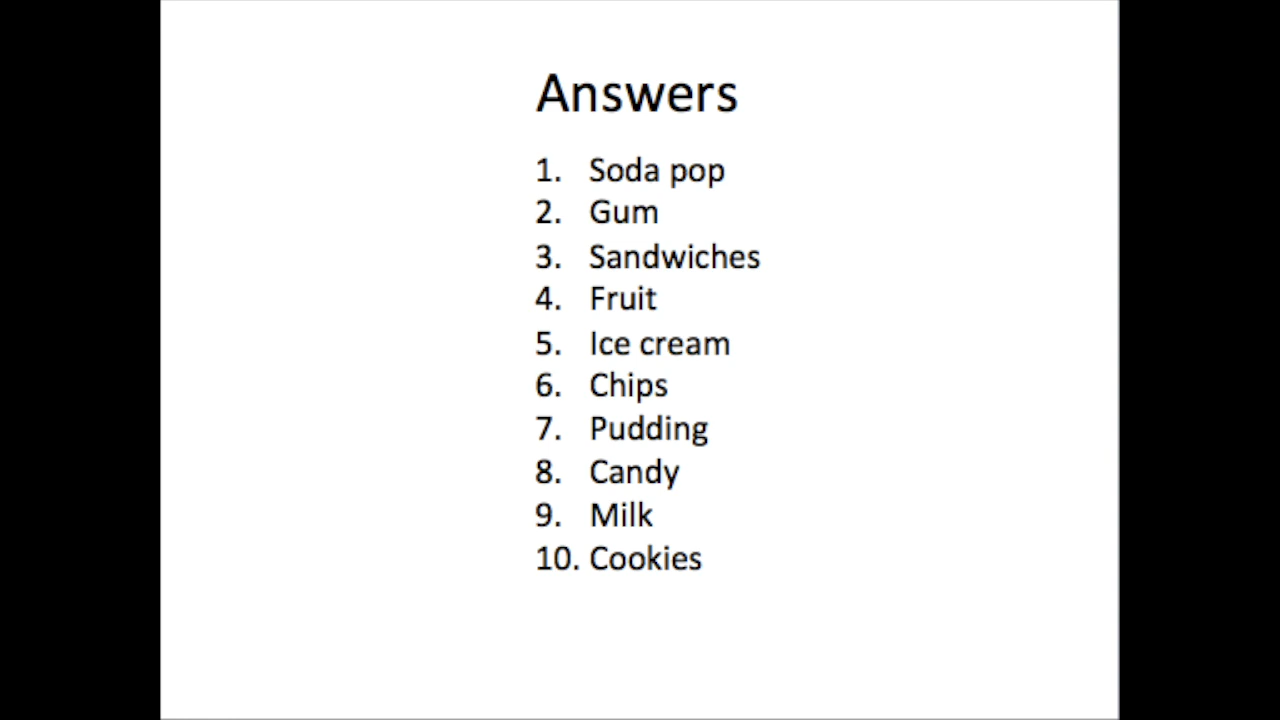 Answers
1. Soda pop
2. Gum
3. Sandwiches
4. Fruit
5. Ice cream
6. Chips
7. Pudding
8. Candy
9. Milk
10. Cookies